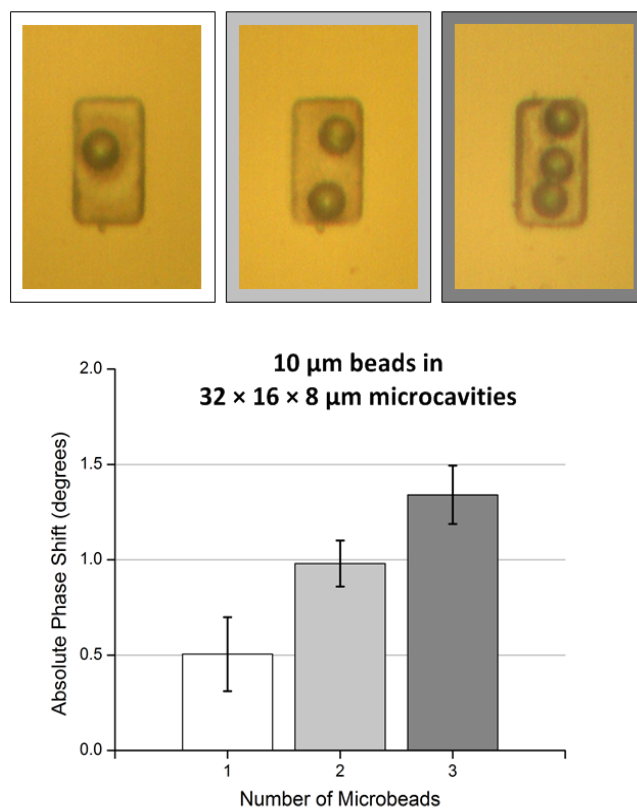 10 µm beads in
32 × 16 × 8 µm microcavities
Absolute Phase Shift (degrees)
2.0
1.5
1.0
0.5
0.0
1
2
3
Number of Microbeads